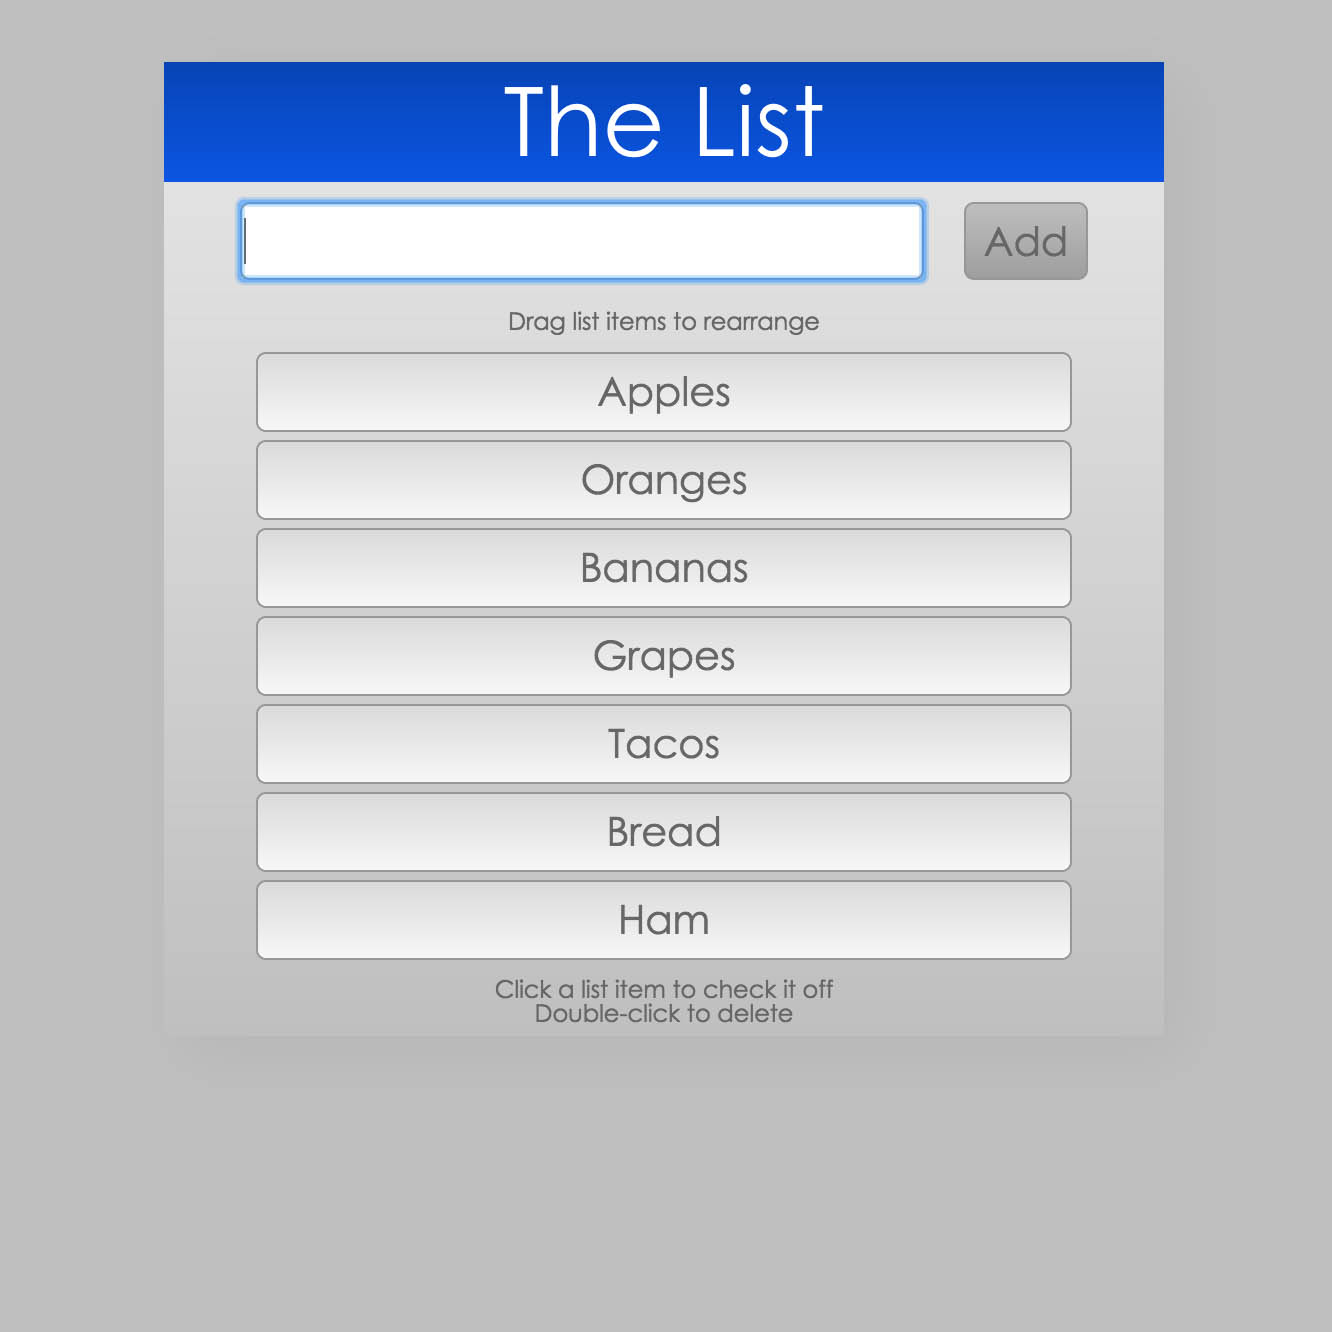 The List
Add
Drag list items to rearrange
Apples
Oranges
Bananas
Grapes
Tacos
Bread
Ham
Click a list item to check it off
Double-click to delete